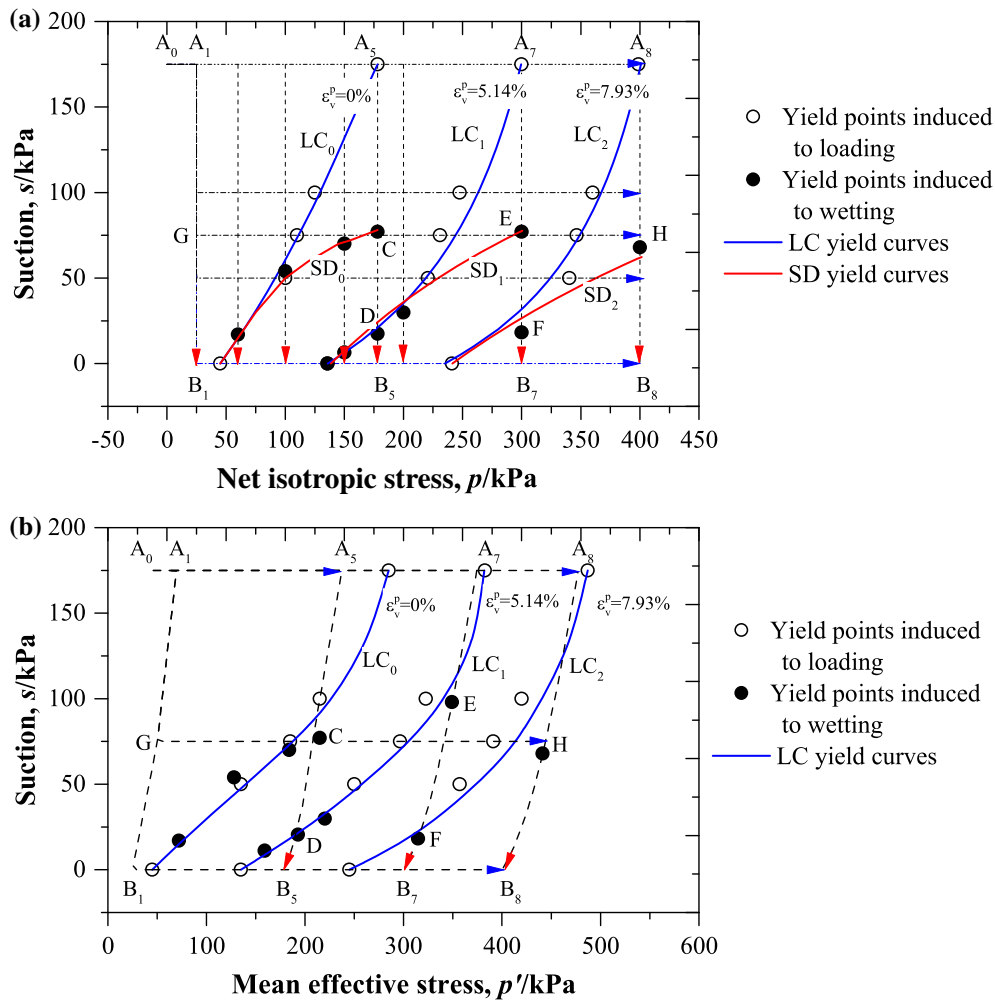 (a)
200
150
100
50
0
Suction, s/kPa
A0 A1 A5 A7 A8
εvp=0% εvp=5.14% εvp=7.93%
LC0 LC1 LC2
G C E H
SD0 SD1 SD2
D F
B1 B5 B7 B8
-50 0 50 100 150 200 250 300 350 400 450
Net isotropic stress, p/kPa
Yield points induced
to loading
Yield points induced
to wetting
LC yield curves
SD yield curves
(b)
200
150
100
50
0
Suction, s/kPa
A0 A1 A5 A7 A8
εvp=0% εvp=5.14% εvp=7.93%
LC0 LC1 LC2
G C E H
D F
B1 B5 B7 B8
0 100 200 300 400 500 600
Mean effective stress, p'/kPa
Yield points induced
to loading
Yield points induced
to wetting
LC yield curves